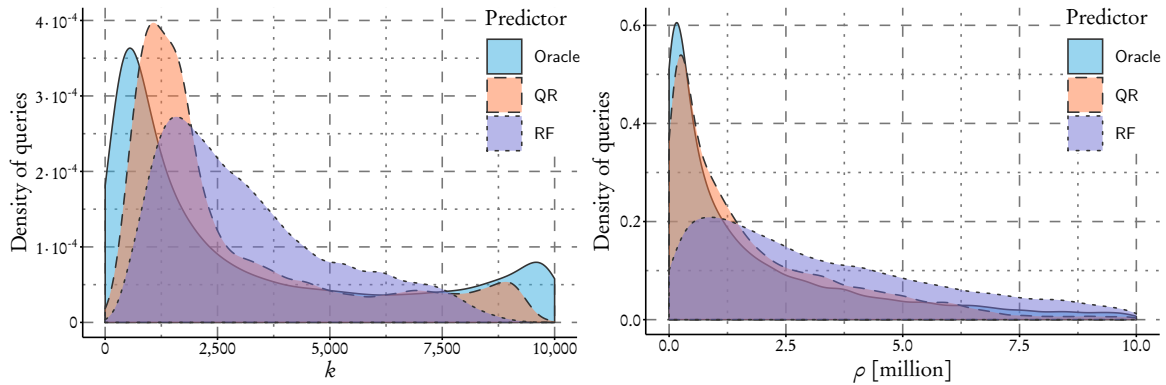 Density of queries
4·10⁻⁴
3·10⁻⁴
2·10⁻⁴
1·10⁻⁴
0
0 2,500 5,000 7,500 10,000
k
Predictor
Oracle
QR
RF
Density of queries
0.6
0.4
0.2
0.0
0.0 2.5 5.0 7.5 10.0
ρ [million]
Predictor
Oracle
QR
RF